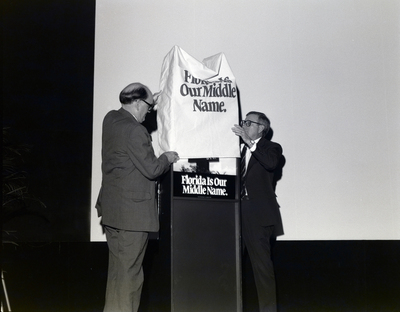 Florida Is
Our Middle
Name.
Florida Is Our
Middle Name.